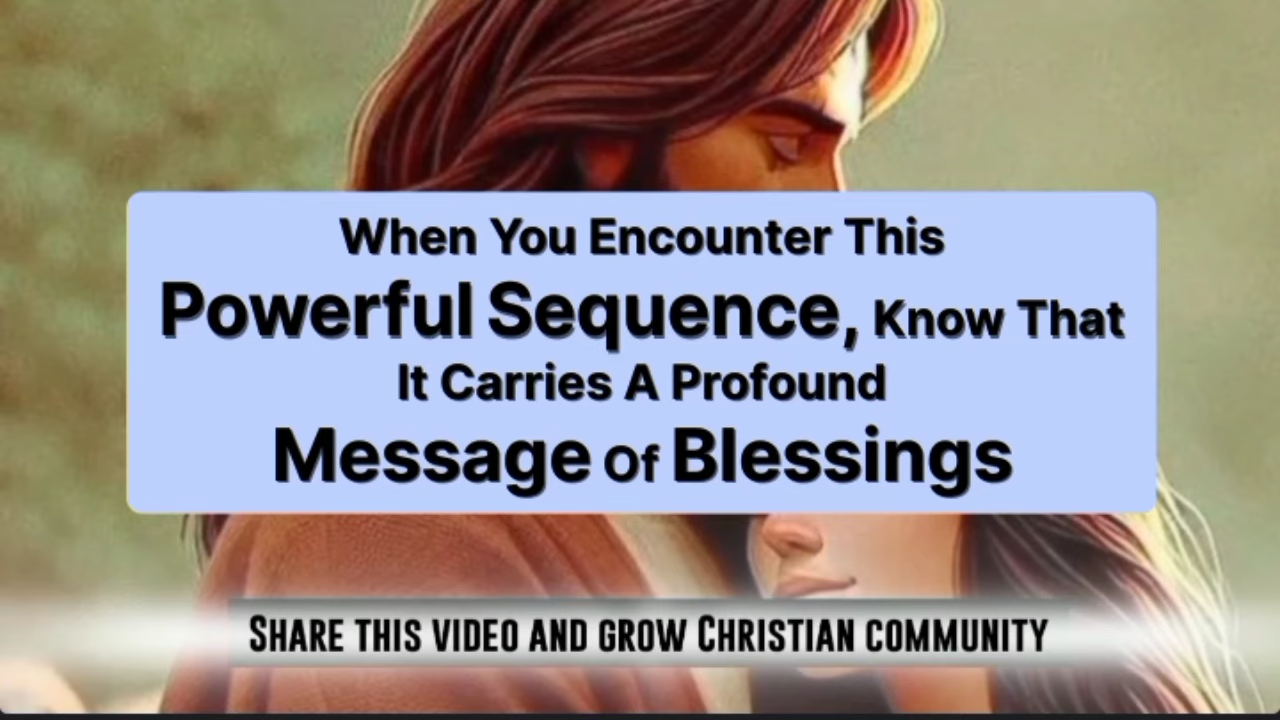 When You Encounter This
Powerful Sequence, Know That
It Carries A Profound
Message Of Blessings
Share this video and grow Christian community